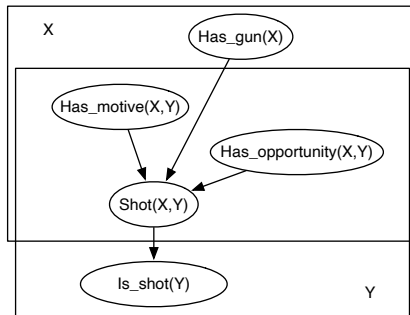 X
Has_gun(X)
Has_motive(X,Y)
Has_opportunity(X,Y)
Shot(X,Y)
Is_shot(Y)
Y